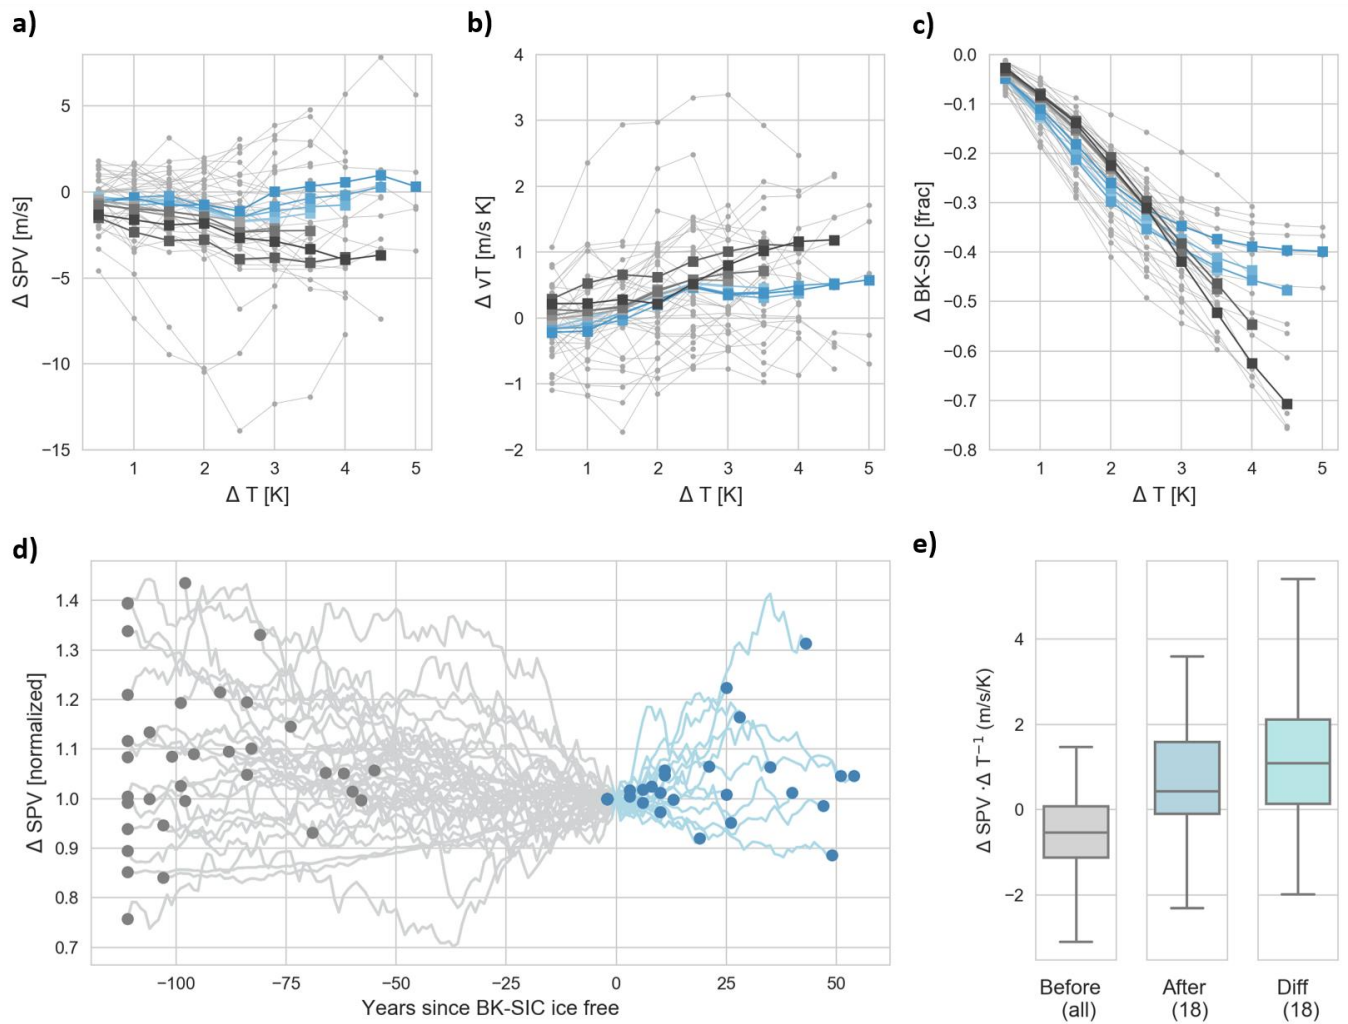 a)
b)
c)
5
0
−5
−10
−15
Δ SPV [m/s]
1 2 3 4 5
Δ T [K]
4
3
2
1
0
−1
−2
Δ vT [m/s K]
1 2 3 4 5
Δ T [K]
0.0
−0.1
−0.2
−0.3
−0.4
−0.5
−0.6
−0.7
−0.8
Δ BK-SIC [frac]
1 2 3 4 5
Δ T [K]
d)
e)
1.4
1.3
1.2
1.1
1.0
0.9
0.8
0.7
Δ SPV [normalized]
−100 −75 −50 −25 0 25 50
Years since BK-SIC ice free
4
2
0
−2
Δ SPV · Δ T⁻¹ (m/s/K)
Before After Diff
(all) (18) (18)